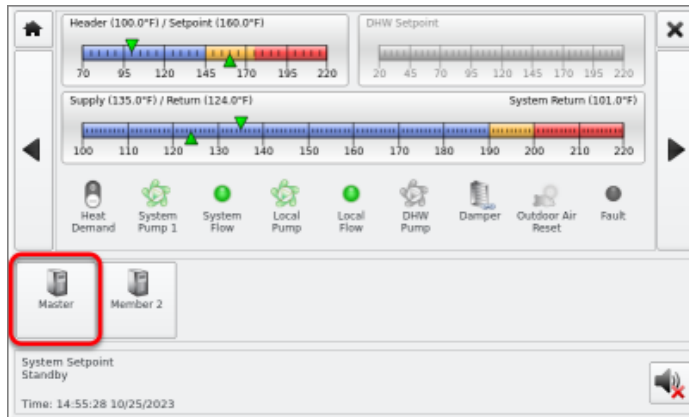 Header (100.0°F) / Setpoint (160.0°F)
DHW Setpoint
70 95 120 145 170 195 220
20 45 70 95 120 145 170 195 220
Supply (135.0°F) / Return (124.0°F) System Return (101.0°F)
100 110 120 130 140 150 160 170 180 190 200 210 220
Heat Demand
System Pump 1
System Flow
Local Pump
Local Flow
DHW Pump
Damper
Outdoor Air Reset
Fault
Master
Member 2
System Setpoint
Standby
Time: 14:55:28 10/25/2023